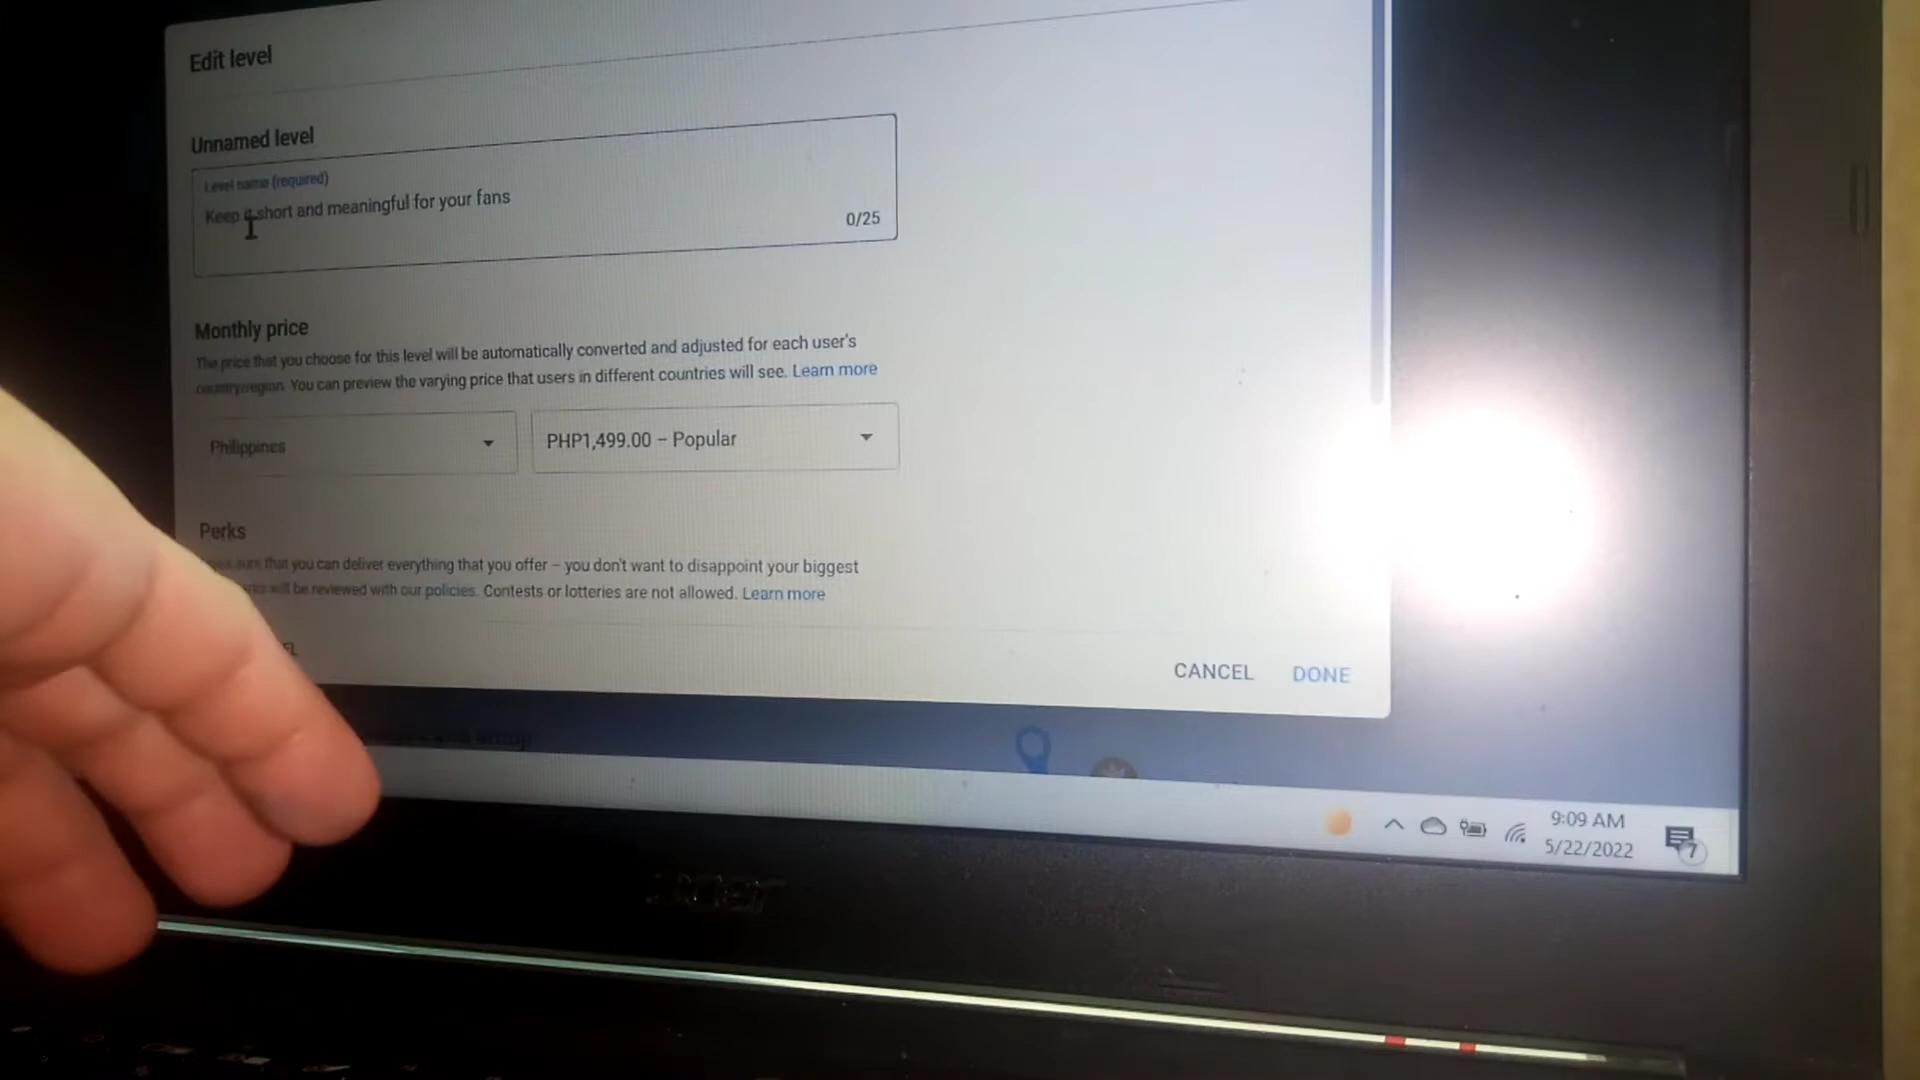 Edit level
Unnamed level
Level name (required)
Keep it short and meaningful for your fans
0/25
Monthly price
The price that you choose for this level will be automatically converted and adjusted for each user's
country/region. You can preview the varying price that users in different countries will see. Learn more
Philippines
PHP1,499.00 – Popular
Perks
sure that you can deliver everything that you offer – you don't want to disappoint your biggest
will be reviewed with our policies. Contests or lotteries are not allowed. Learn more
CANCEL DONE
9:09 AM
5/22/2022
7
acer